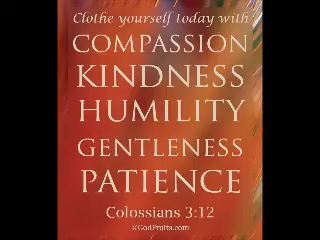 Clothe yourself today with
COMPASSION
KINDNESS
HUMILITY
GENTLENESS
PATIENCE
Colossians 3:12
©GodFruits.com